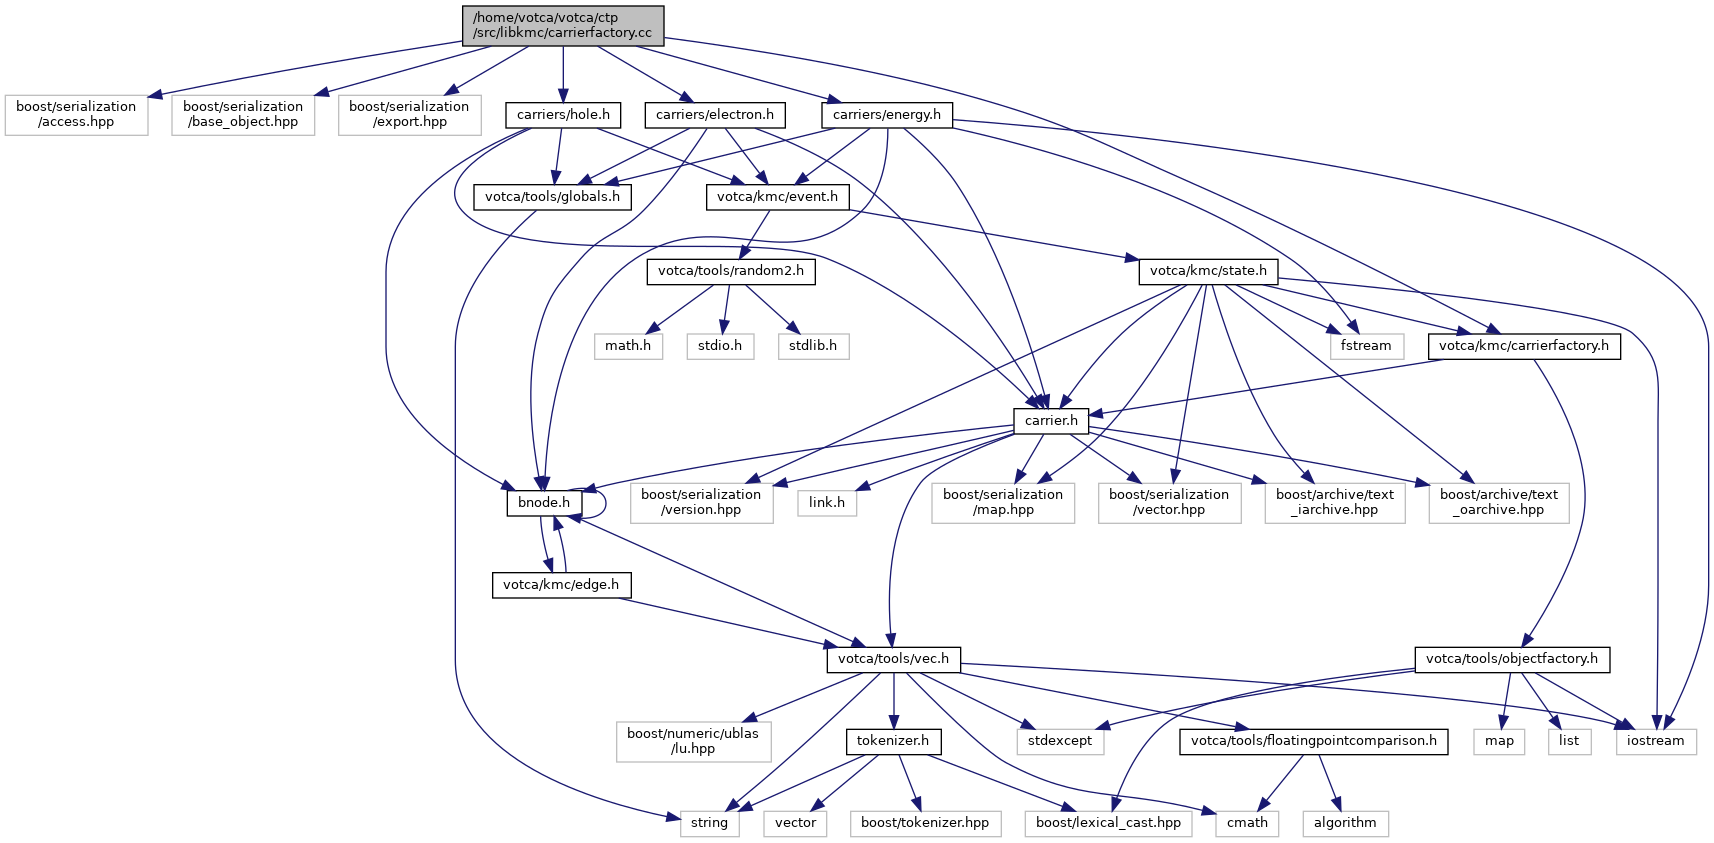 /home/votca/votca/ctp
/src/libkmc/carrierfactory.cc
boost/serialization
/access.hpp
boost/serialization
/base_object.hpp
boost/serialization
/export.hpp
carriers/hole.h
carriers/electron.h
carriers/energy.h
votca/tools/globals.h
votca/kmc/event.h
votca/tools/random2.h
votca/kmc/state.h
math.h
stdio.h
stdlib.h
fstream
votca/kmc/carrierfactory.h
carrier.h
bnode.h
boost/serialization
/version.hpp
link.h
boost/serialization
/map.hpp
boost/serialization
/vector.hpp
boost/archive/text
_iarchive.hpp
boost/archive/text
_oarchive.hpp
votca/kmc/edge.h
votca/tools/vec.h
votca/tools/objectfactory.h
boost/numeric/ublas
/lu.hpp
tokenizer.h
stdexcept
votca/tools/floatingpointcomparison.h
map
list
iostream
string
vector
boost/tokenizer.hpp
boost/lexical_cast.hpp
cmath
algorithm